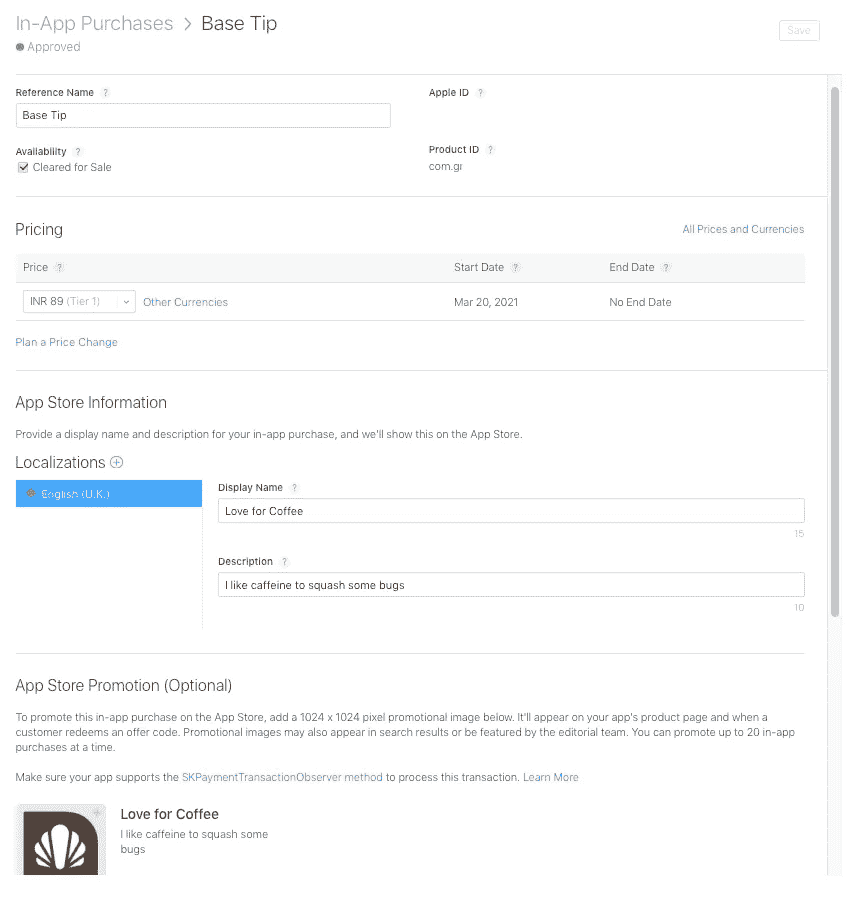 In-App Purchases > Base Tip
Approved
Save
Reference Name ?
Base Tip
Apple ID ?
Availability ?
Cleared for Sale
Product ID ?
com.gr
Pricing
All Prices and Currencies
Price ? Start Date ? End Date ?
INR 89 (Tier 1) Other Currencies Mar 20, 2021 No End Date
Plan a Price Change
App Store Information
Provide a display name and description for your in-app purchase, and we'll show this on the App Store.
Localizations +
English (U.K.)
Display Name ?
Love for Coffee
15
Description ?
I like caffeine to squash some bugs
10
App Store Promotion (Optional)
To promote this in-app purchase on the App Store, add a 1024 x 1024 pixel promotional image below. It'll appear on your app's product page and when a
customer redeems an offer code. Promotional images may also appear in search results or be featured by the editorial team. You can promote up to 20 in-app
purchases at a time.
Make sure your app supports the SKPaymentTransactionObserver method to process this transaction. Learn More
Love for Coffee
I like caffeine to squash some
bugs